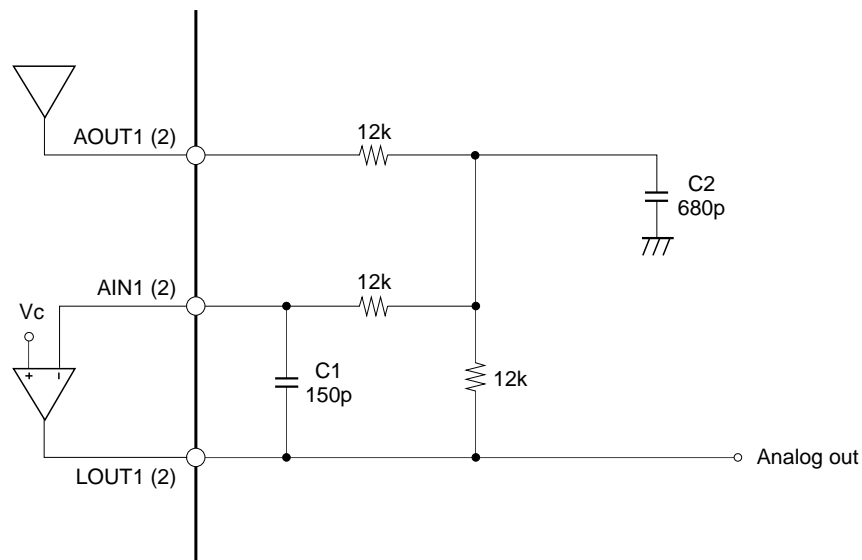 AOUT1 (2)
12k
C2
680p
AIN1 (2)
12k
Vc
+
–
C1
150p
12k
LOUT1 (2)
Analog out